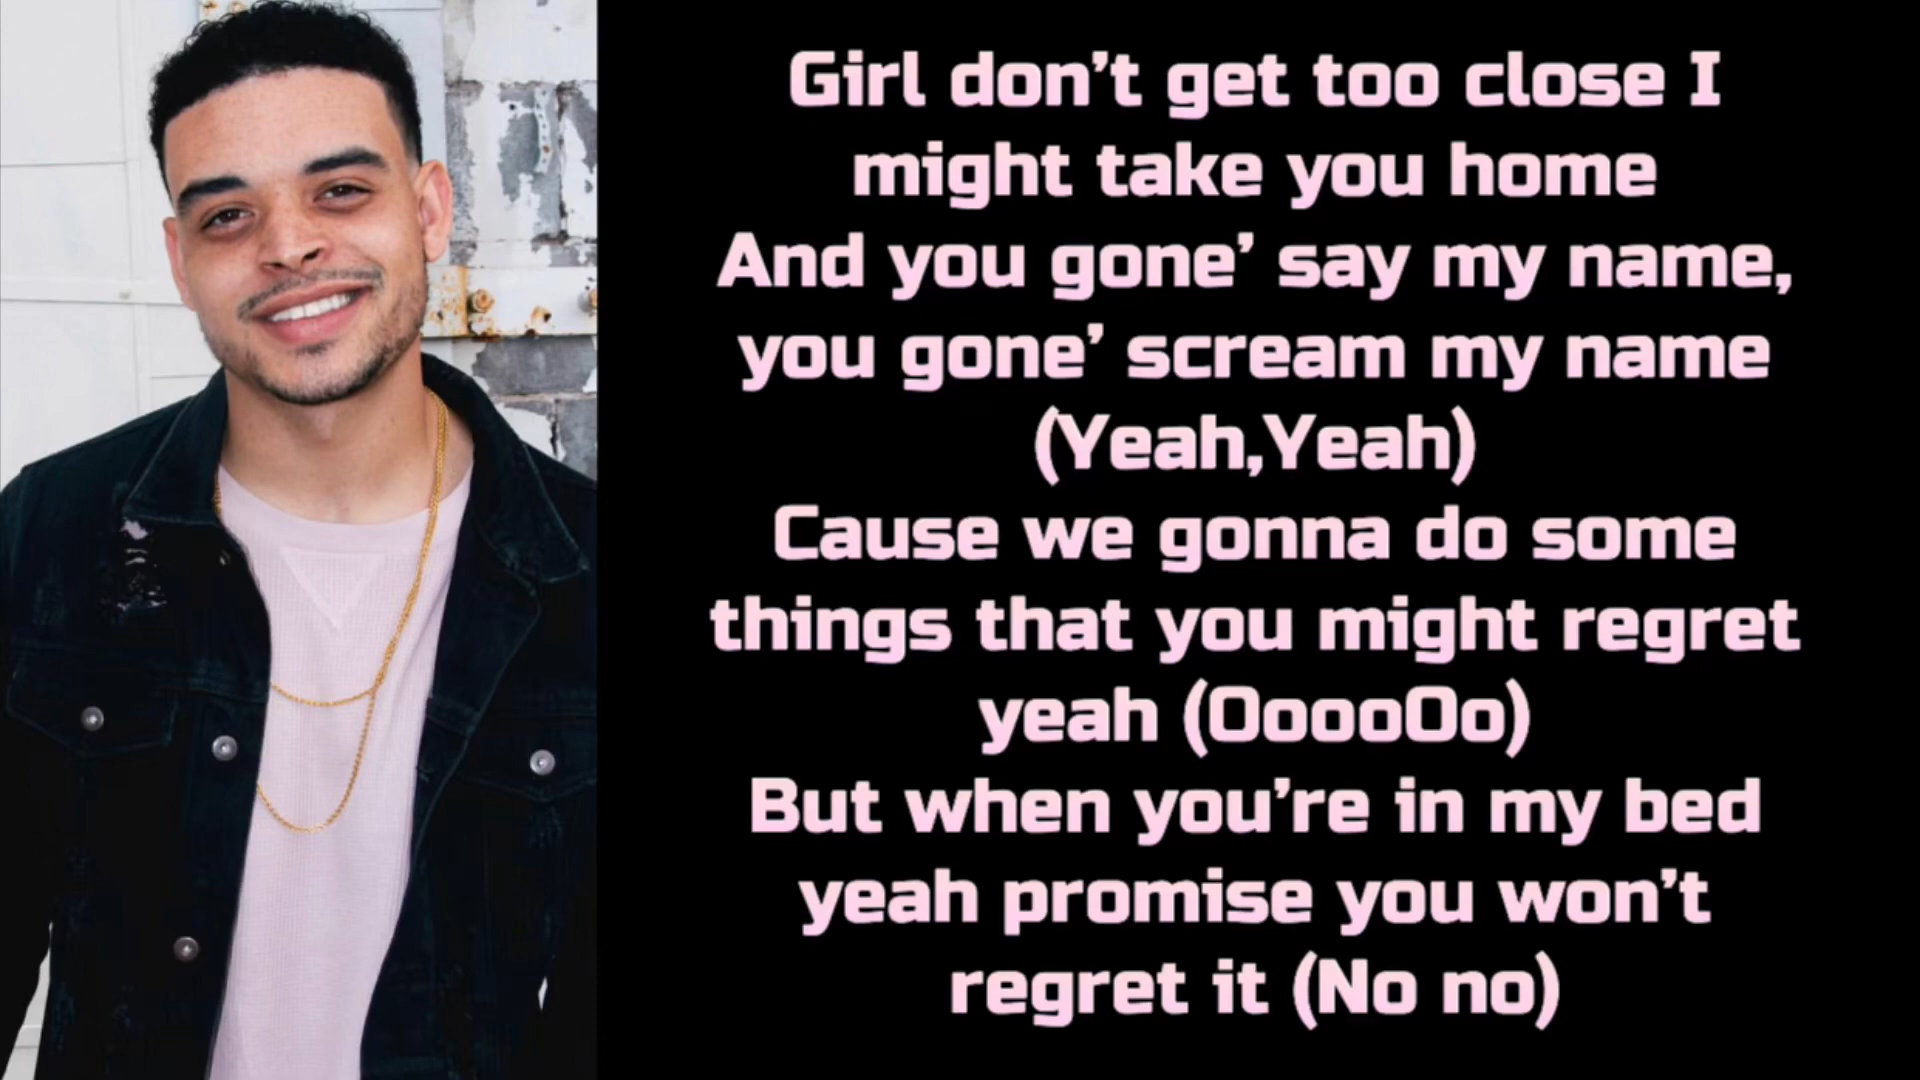 Girl don’t get too close I
might take you home
And you gone’ say my name,
you gone’ scream my name
(Yeah,Yeah)
Cause we gonna do some
things that you might regret
yeah (OoooOo)
But when you’re in my bed
yeah promise you won’t
regret it (No no)